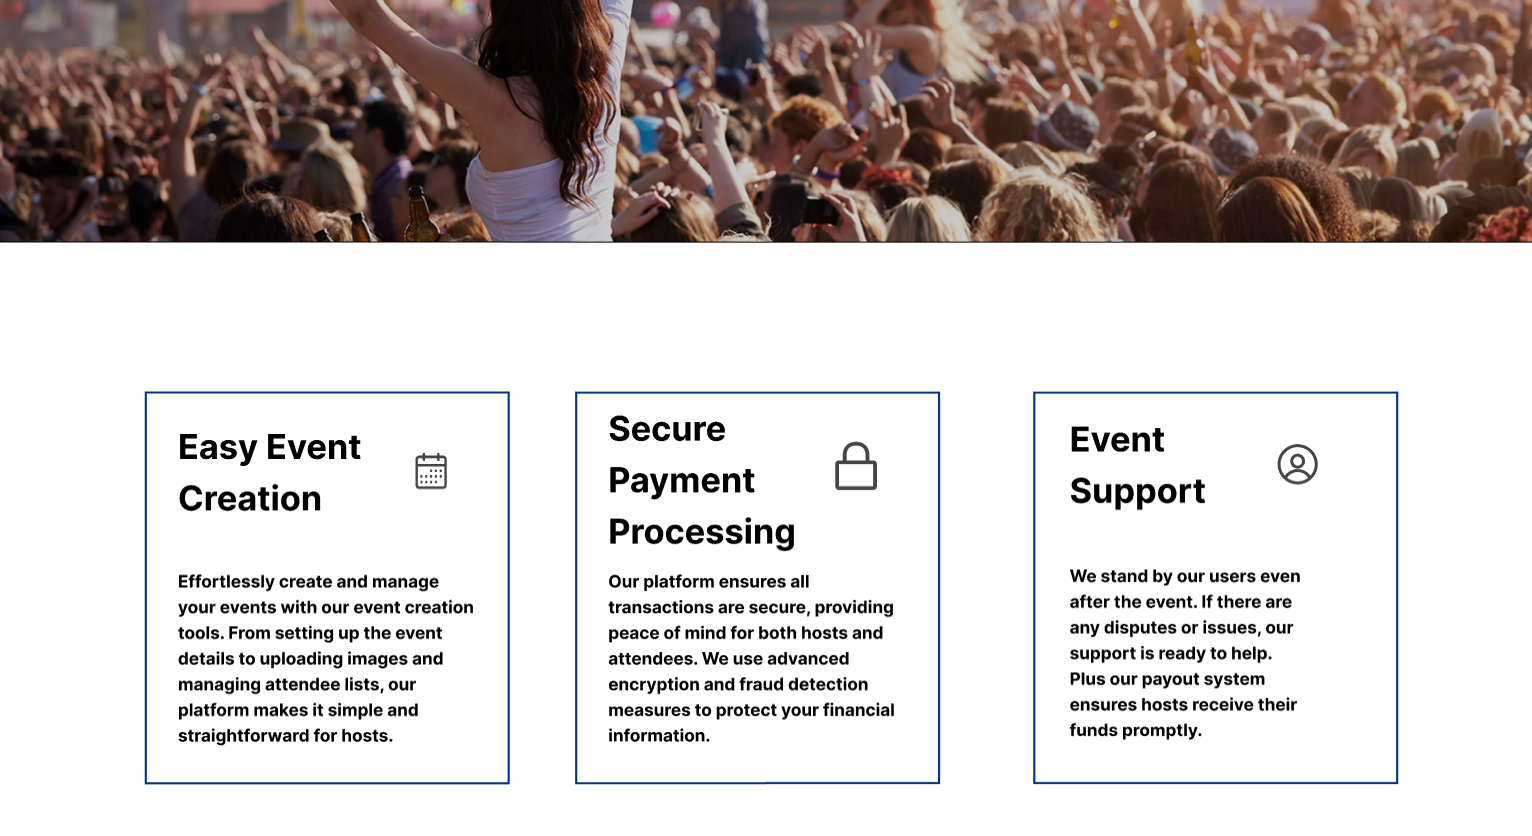 Easy Event
Creation
Effortlessly create and manage
your events with our event creation
tools. From setting up the event
details to uploading images and
managing attendee lists, our
platform makes it simple and
straightforward for hosts.
Secure
Payment
Processing
Our platform ensures all
transactions are secure, providing
peace of mind for both hosts and
attendees. We use advanced
encryption and fraud detection
measures to protect your financial
information.
Event
Support
We stand by our users even
after the event. If there are
any disputes or issues, our
support is ready to help.
Plus our payout system
ensures hosts receive their
funds promptly.